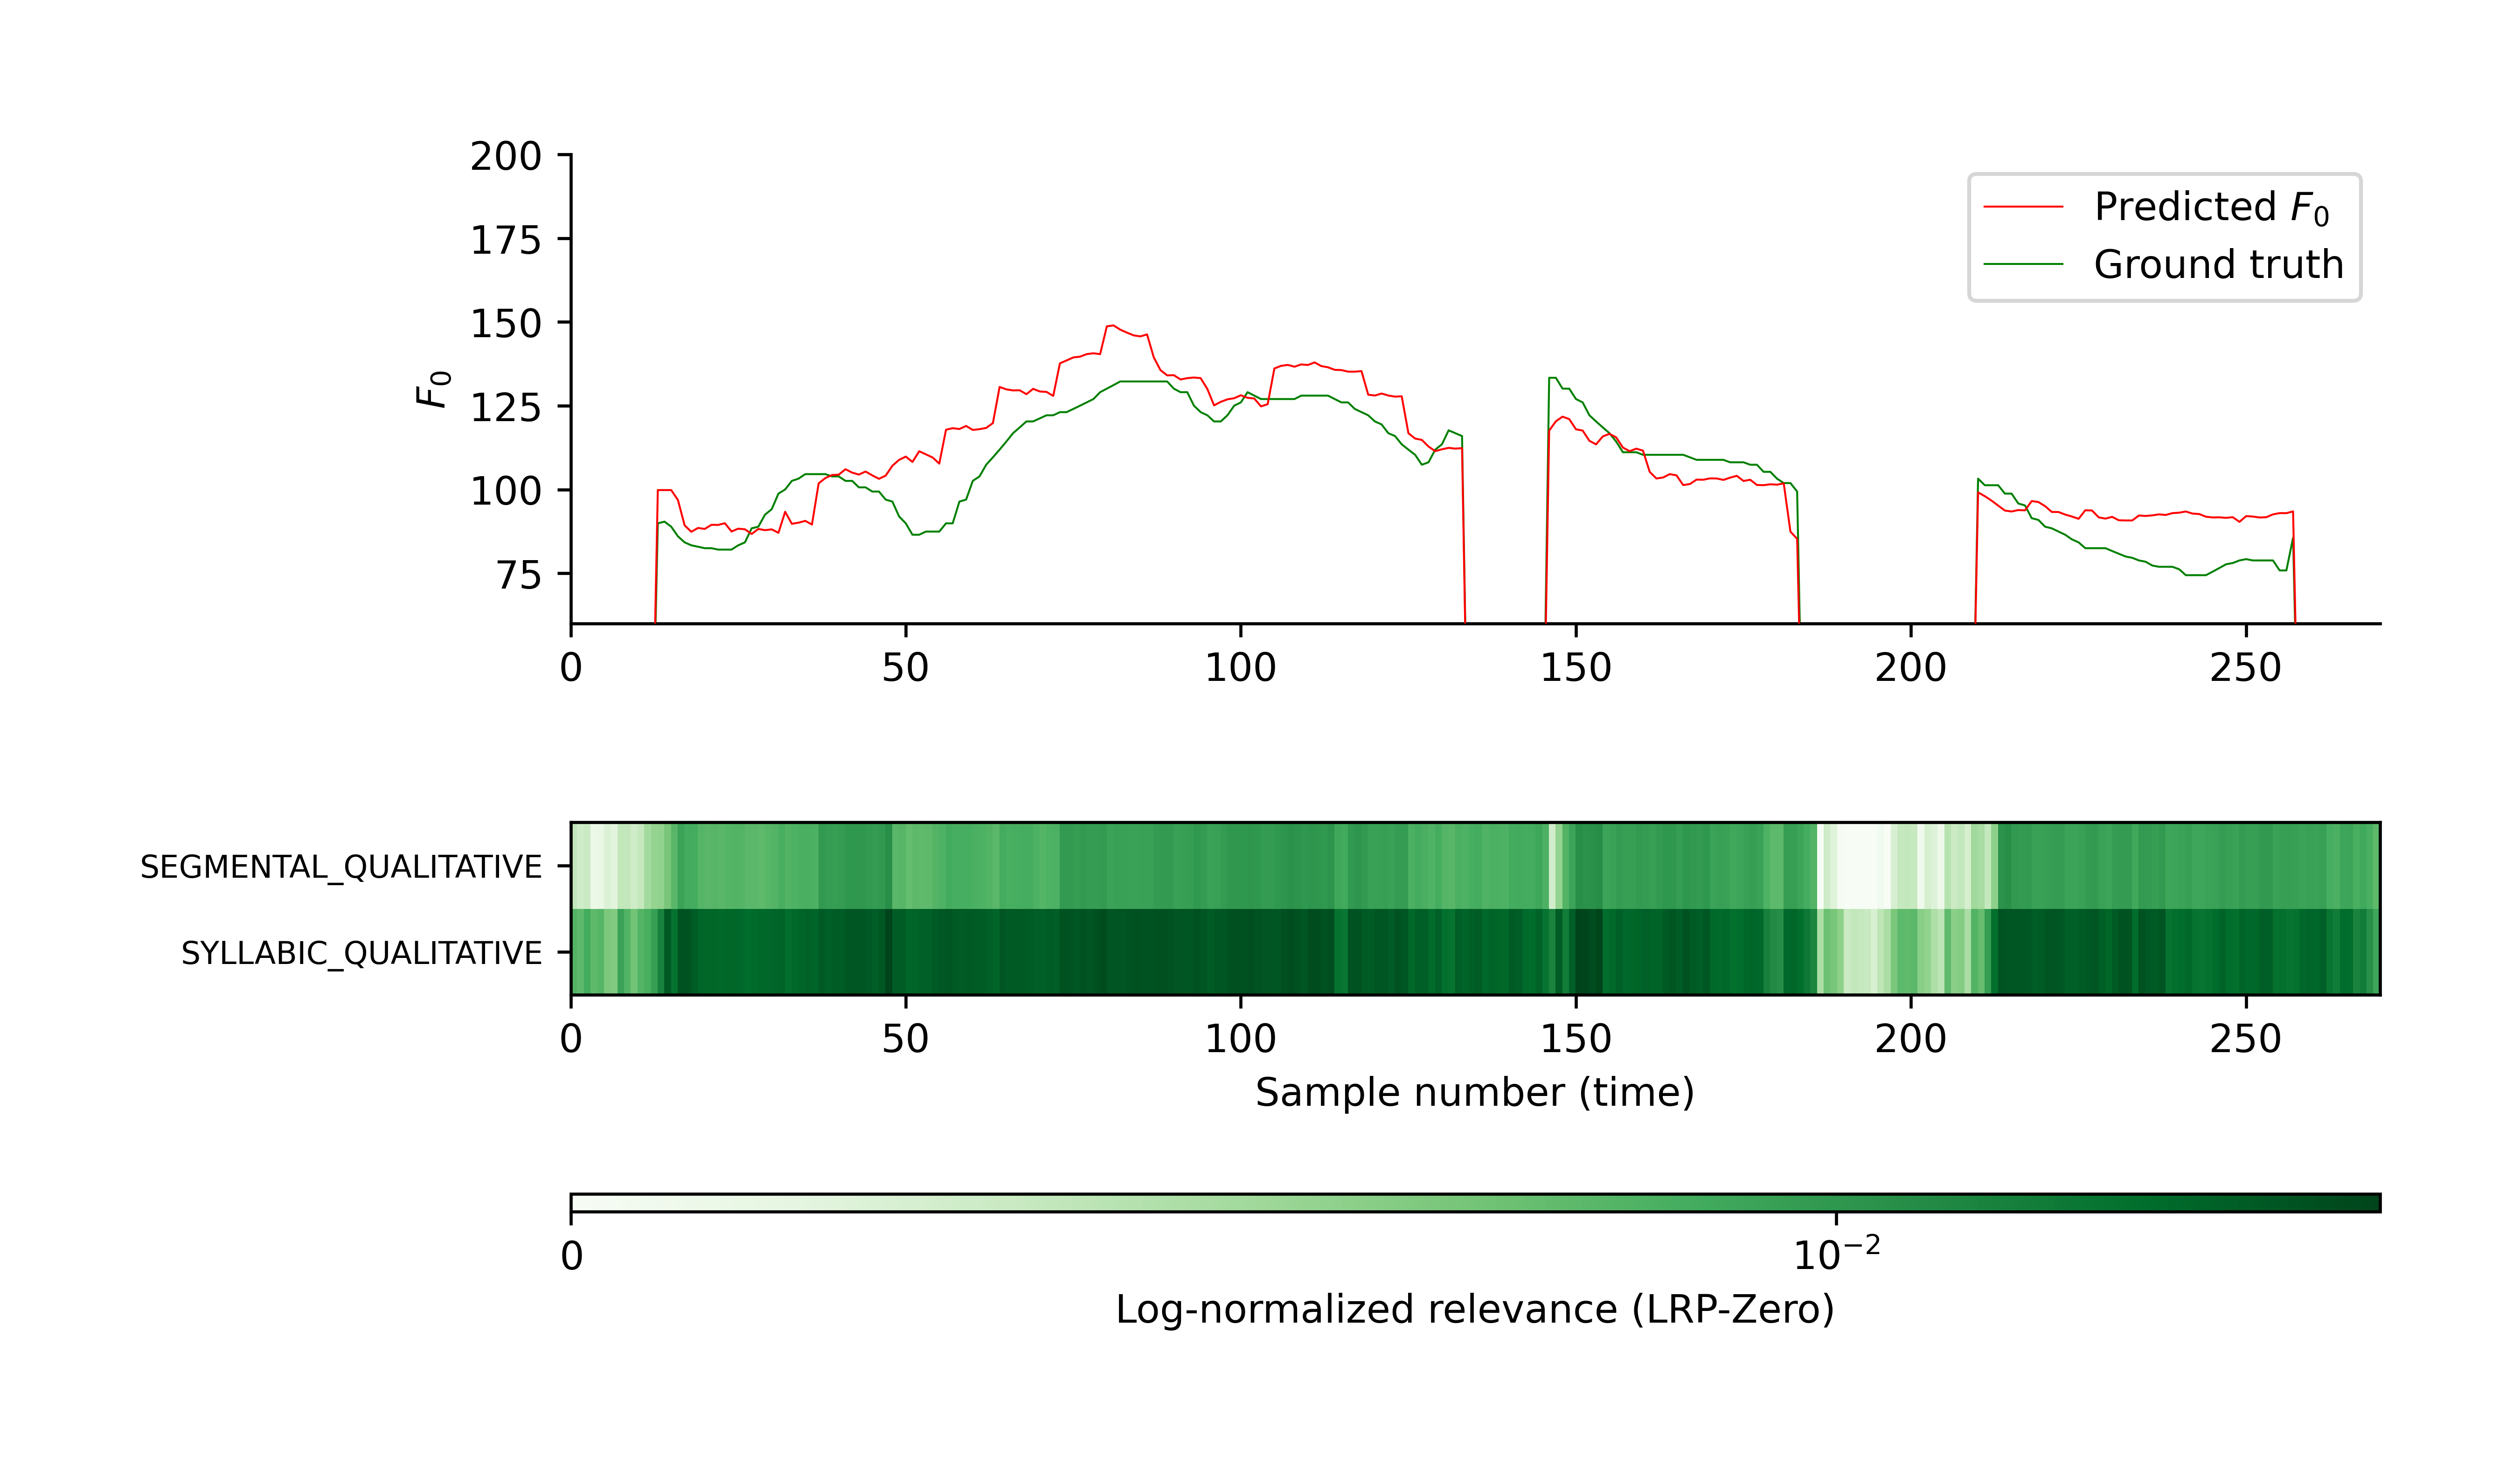 200
175
150
125
100
75
F₀
Predicted F₀
Ground truth
0 50 100 150 200 250
SEGMENTAL_QUALITATIVE
SYLLABIC_QUALITATIVE
0 50 100 150 200 250
Sample number (time)
0 10⁻²
Log-normalized relevance (LRP-Zero)